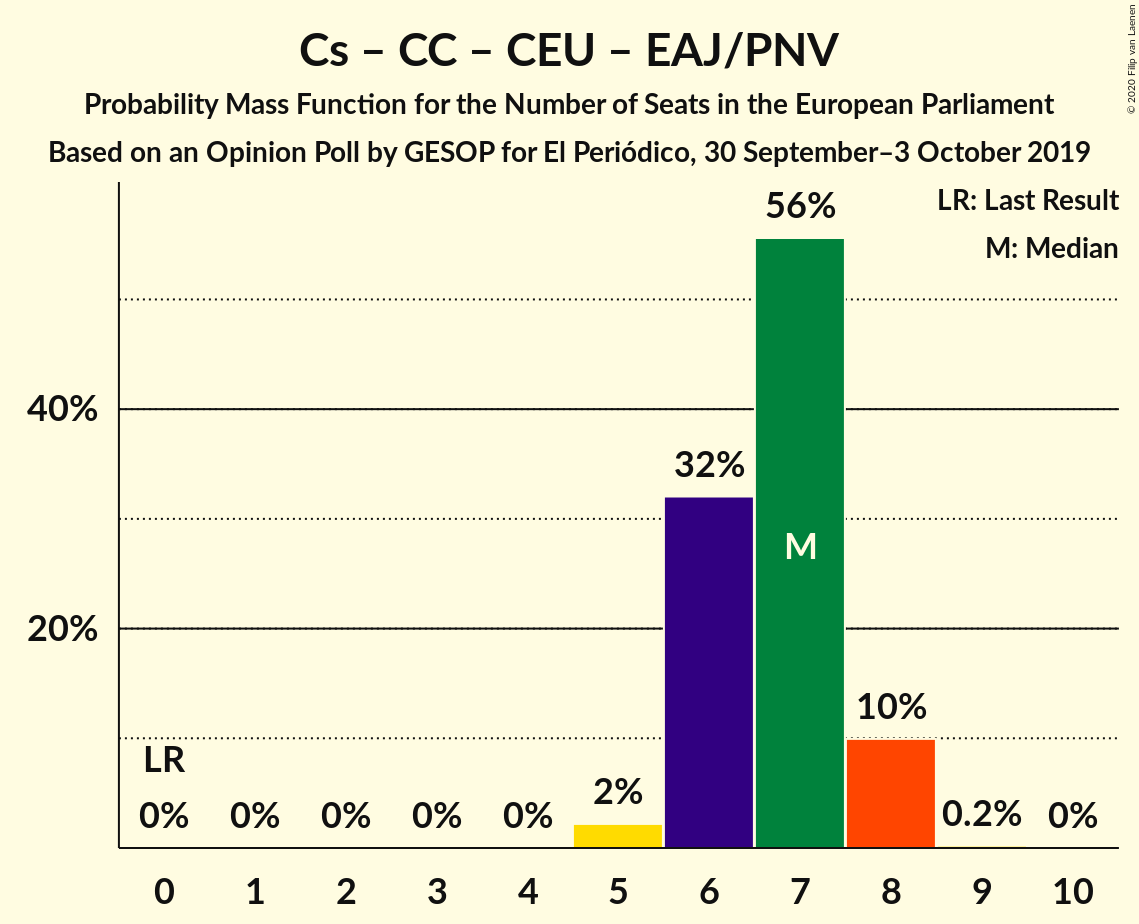 Cs – CC – CEU – EAJ/PNV
Probability Mass Function for the Number of Seats in the European Parliament
Based on an Opinion Poll by GESOP for El Periódico, 30 September–3 October 2019
© 2020 Filip van Laenen
LR: Last Result
M: Median
56%
40%
32%
M
20%
10%
LR
2%
0% 0% 0% 0% 0% 0.2% 0%
0 1 2 3 4 5 6 7 8 9 10